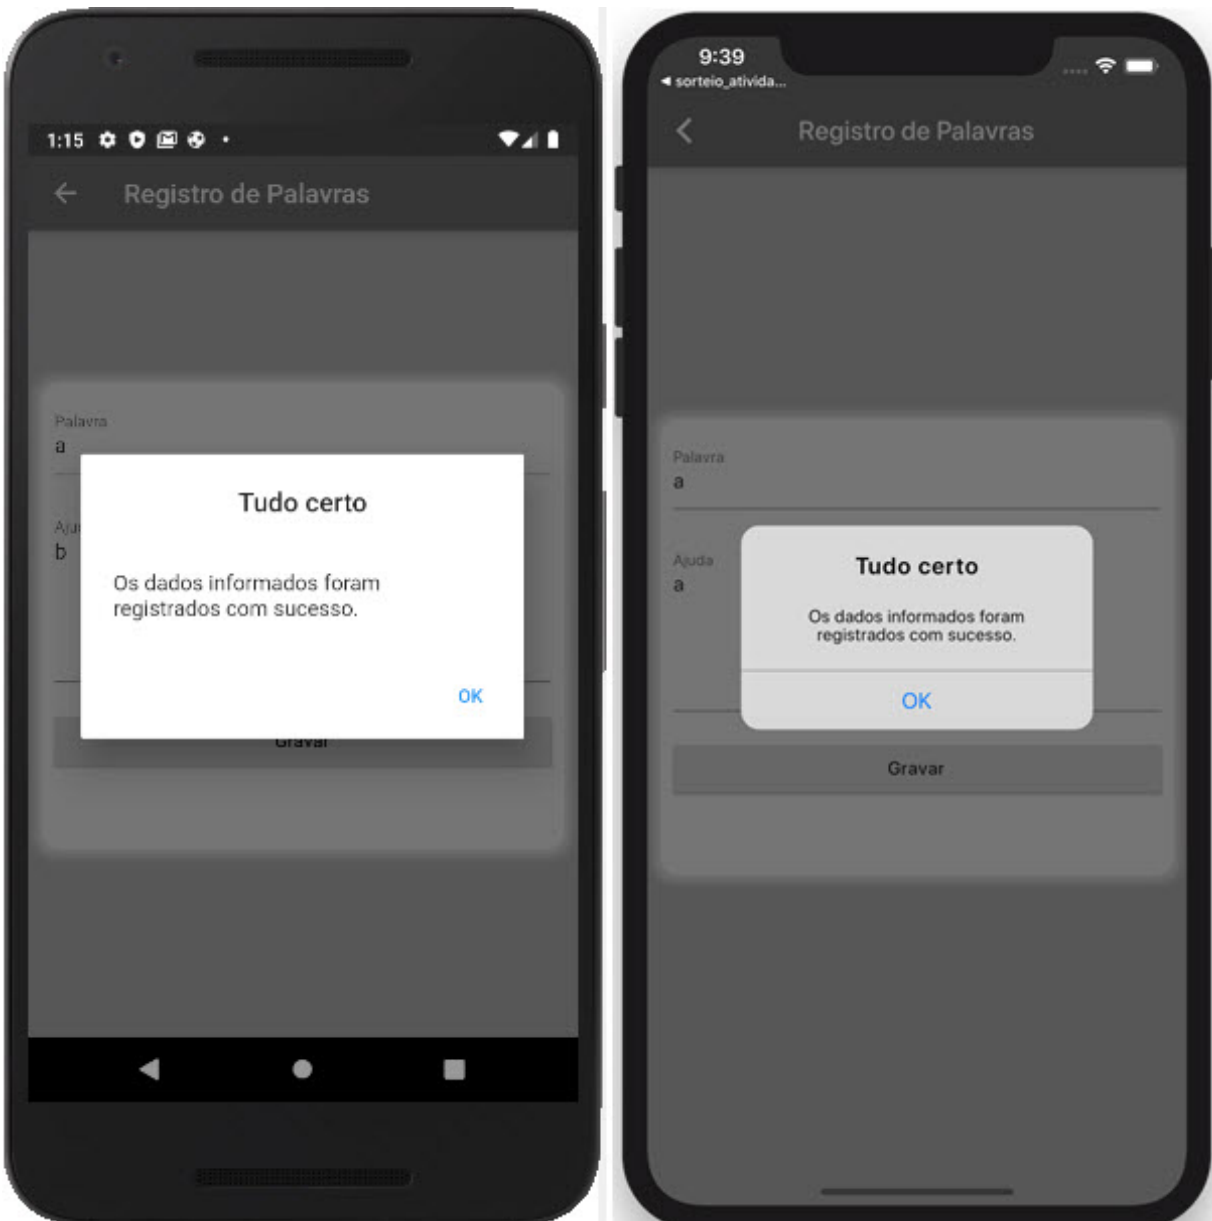 1:15
Registro de Palavras
Palavra
a
Tudo certo
b
Os dados informados foram
registrados com sucesso.
OK
Gravar
9:39
sorteio_ativida...
Registro de Palavras
Palavra
a
Ajuda
a
Tudo certo
Os dados informados foram
registrados com sucesso.
OK
Gravar